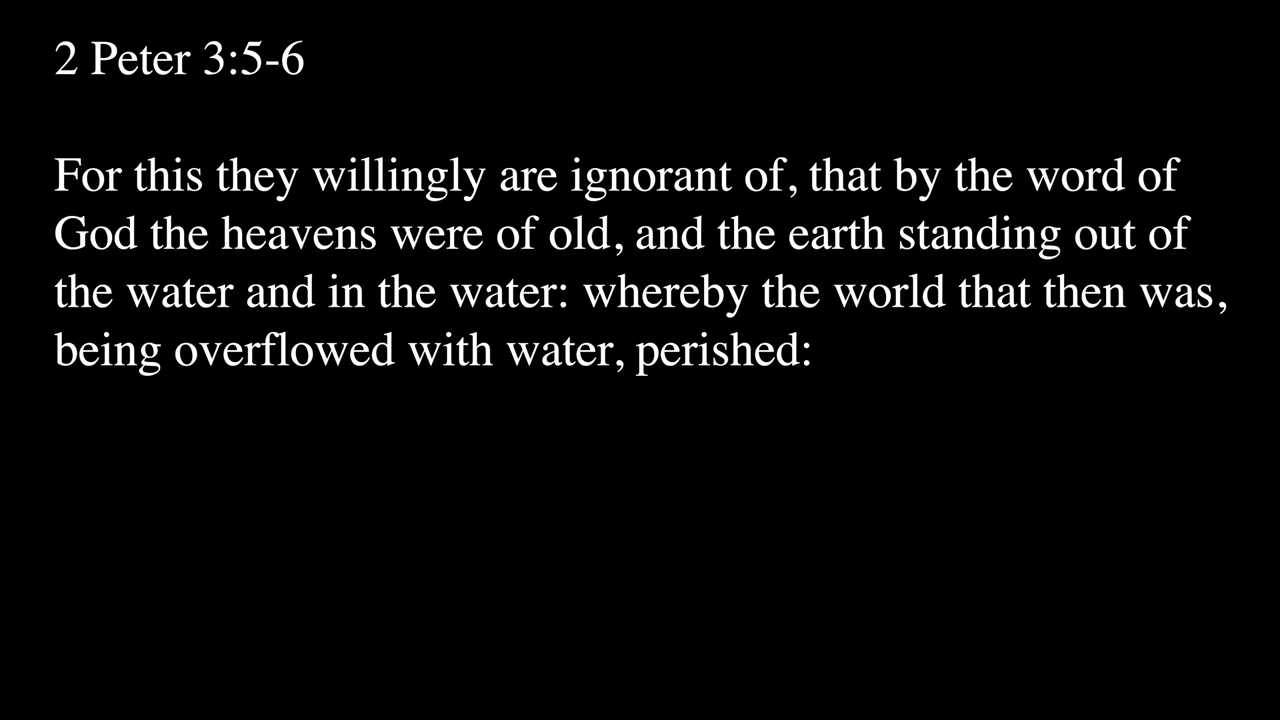 2 Peter 3:5-6
For this they willingly are ignorant of, that by the word of
God the heavens were of old, and the earth standing out of
the water and in the water: whereby the world that then was,
being overflowed with water, perished: